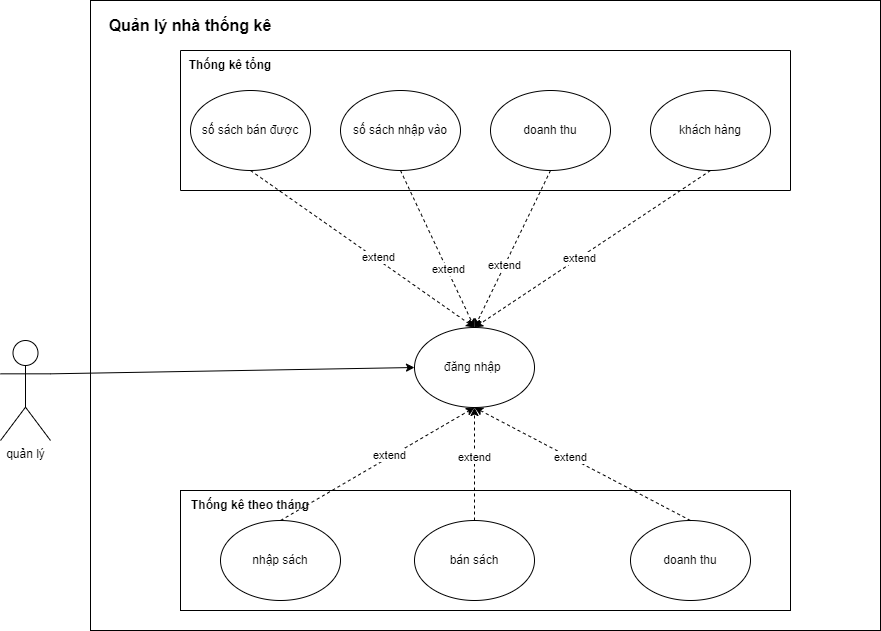 Quản lý nhà thống kê
Thống kê tổng
số sách bán được
số sách nhập vào
doanh thu
khách hàng
extend
extend
extend
extend
đăng nhập
quản lý
extend
extend
extend
Thống kê theo tháng
nhập sách
bán sách
doanh thu